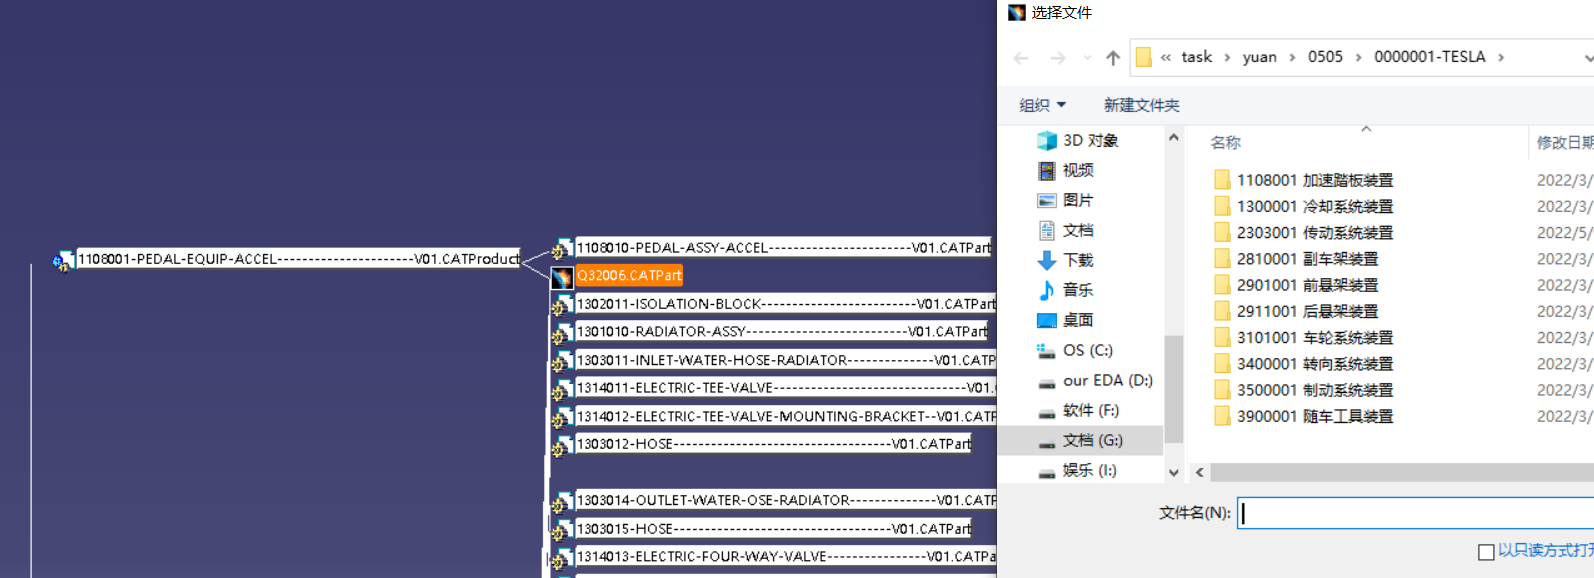 1108001-PEDAL-EQUIP-ACCEL----------------------V01.CATProduct
1108010-PEDAL-ASSY-ACCEL-----------------------V01.CATPart
Q32006.CATPart
1302011-ISOLATION-BLOCK-------------------------V01.CATPart
1301010-RADIATOR-ASSY--------------------------V01.CATPart
1303011-INLET-WATER-HOSE-RADIATOR--------------V01.CATP
1314011-ELECTRIC-TEE-VALVE-------------------------------V01.
1314012-ELECTRIC-TEE-VALVE-MOUNTING-BRACKET--V01.CATP
1303012-HOSE-----------------------------------V01.CATPart
1303014-OUTLET-WATER-OSE-RADIATOR--------------V01.CATP
1303015-HOSE-----------------------------------V01.CATPart
1314013-ELECTRIC-FOUR-WAY-VALVE----------------V01.CATPa
选择文件
« task › yuan › 0505 › 0000001-TESLA ›
组织 新建文件夹
3D 对象
视频
图片
文档
下载
音乐
桌面
OS (C:)
our EDA (D:)
软件 (F:)
文档 (G:)
娱乐 (I:)
名称 修改日期
1108001 加速踏板装置 2022/3/
1300001 冷却系统装置 2022/3/
2303001 传动系统装置 2022/5/
2810001 副车架装置 2022/3/
2901001 前悬架装置 2022/3/
2911001 后悬架装置 2022/3/
3101001 车轮系统装置 2022/3/
3400001 转向系统装置 2022/3/
3500001 制动系统装置 2022/3/
3900001 随车工具装置 2022/3/
文件名(N):
以只读方式打开